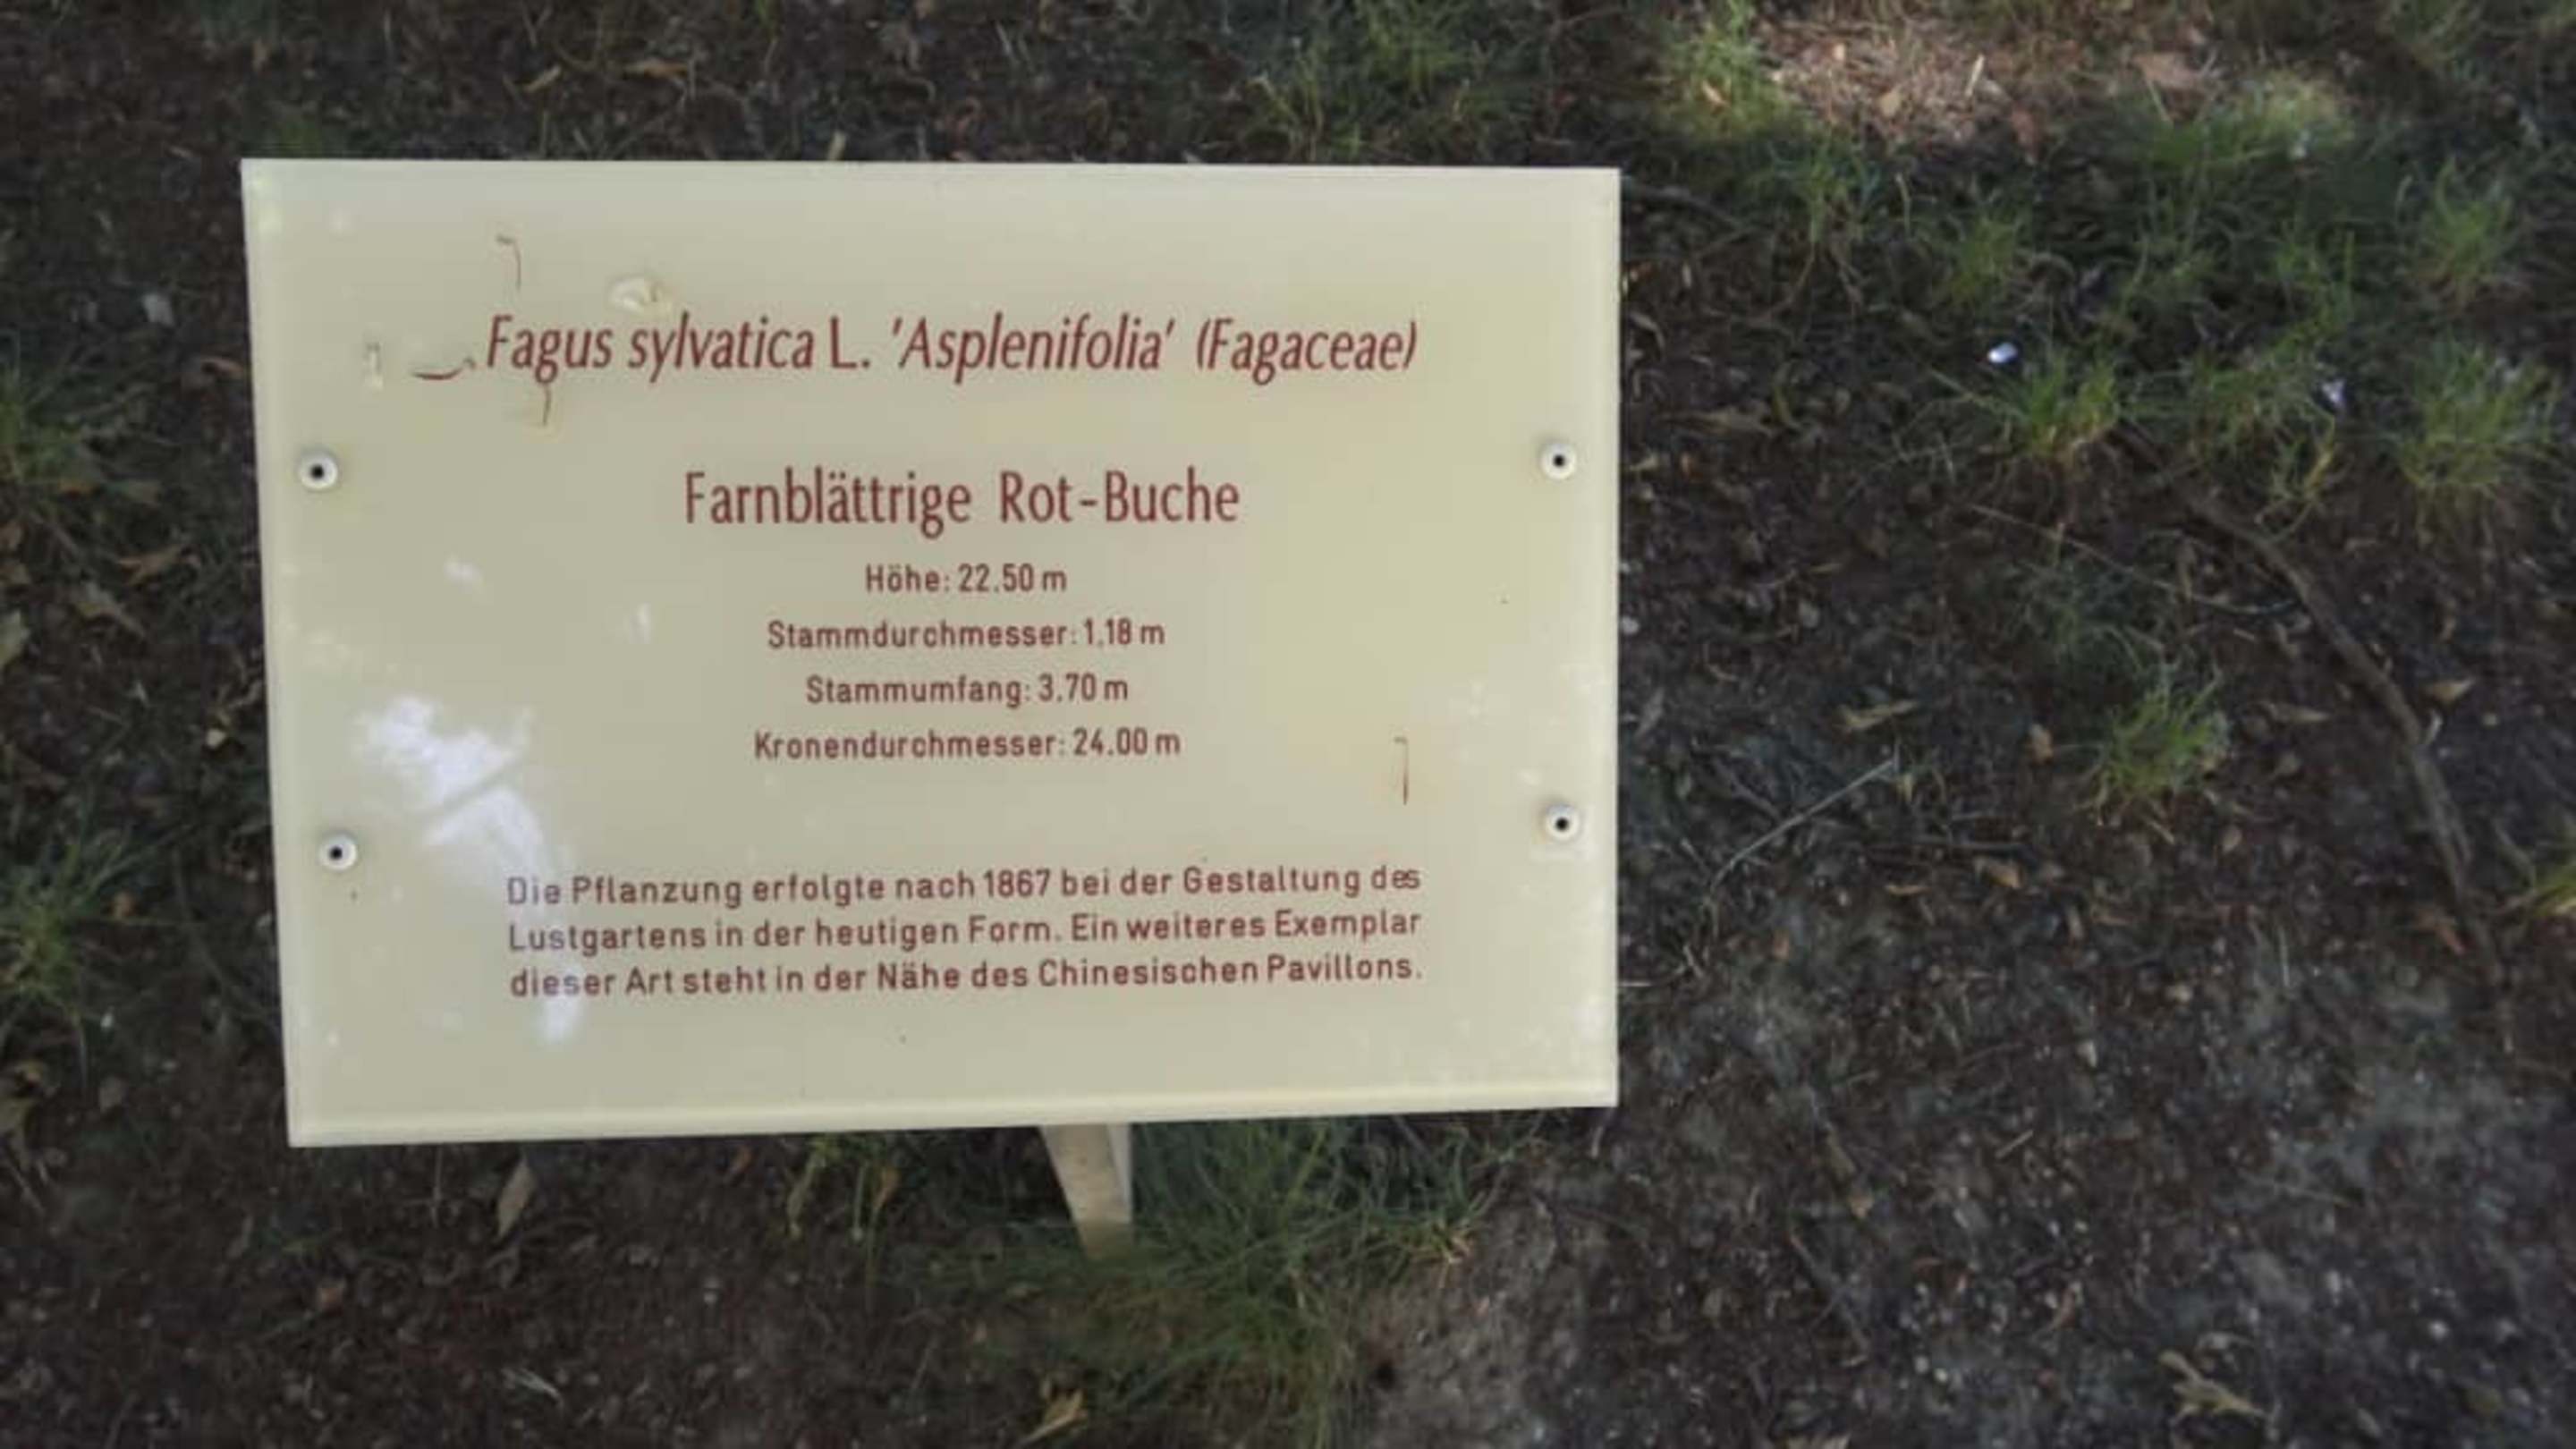 Fagus sylvatica L. 'Asplenifolia' (Fagaceae)
Farnblättrige Rot-Buche
Höhe: 22.50 m
Stammdurchmesser: 1.18 m
Stammumfang: 3.70 m
Kronendurchmesser: 24.00 m
Die Pflanzung erfolgte nach 1867 bei der Gestaltung des
Lustgartens in der heutigen Form. Ein weiteres Exemplar
dieser Art steht in der Nähe des Chinesischen Pavillons.